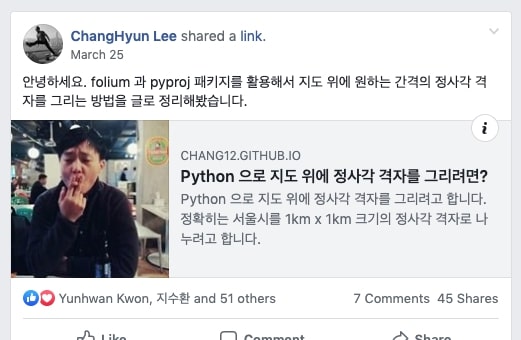 ChangHyun Lee shared a link.
March 25
안녕하세요. folium 과 pyproj 패키지를 활용해서 지도 위에 원하는 간격의 정사각 격
자를 그리는 방법을 글로 정리해봤습니다.
CHANG12.GITHUB.IO
Python 으로 지도 위에 정사각 격자를 그리려면?
Python 으로 지도 위에 정사각 격자를 그리려고 합니다.
정확히는 서울시를 1km x 1km 크기의 정사각 격자로 나
누려고 합니다.
Yunhwan Kwon, 지수환 and 51 others 7 Comments 45 Shares
Like Comment Share